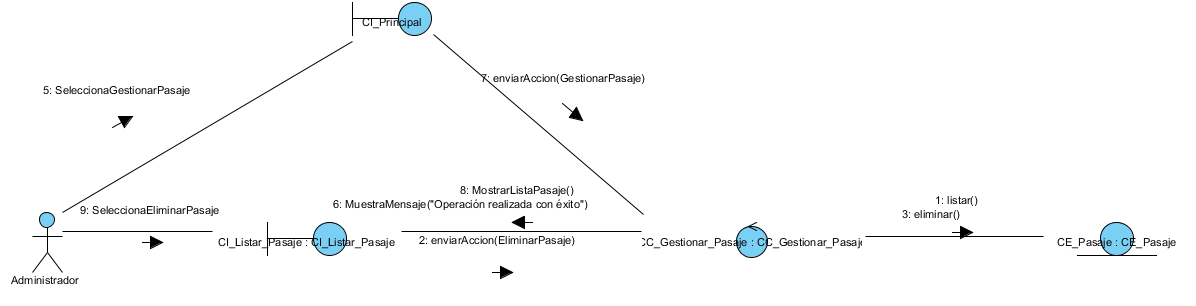 CI_Principal
7: enviarAccion(GestionarPasaje)
5: SeleccionaGestionarPasaje
8: MostrarListaPasaje()
6: MuestraMensaje("Operación realizada con éxito")
1: listar()
3: eliminar()
9: SeleccionaEliminarPasaje
CI_Listar_Pasaje : CI_Listar_Pasaje
2: enviarAccion(EliminarPasaje)
CC_Gestionar_Pasaje : CC_Gestionar_Pasaje
CE_Pasaje : CE_Pasaje
Administrador